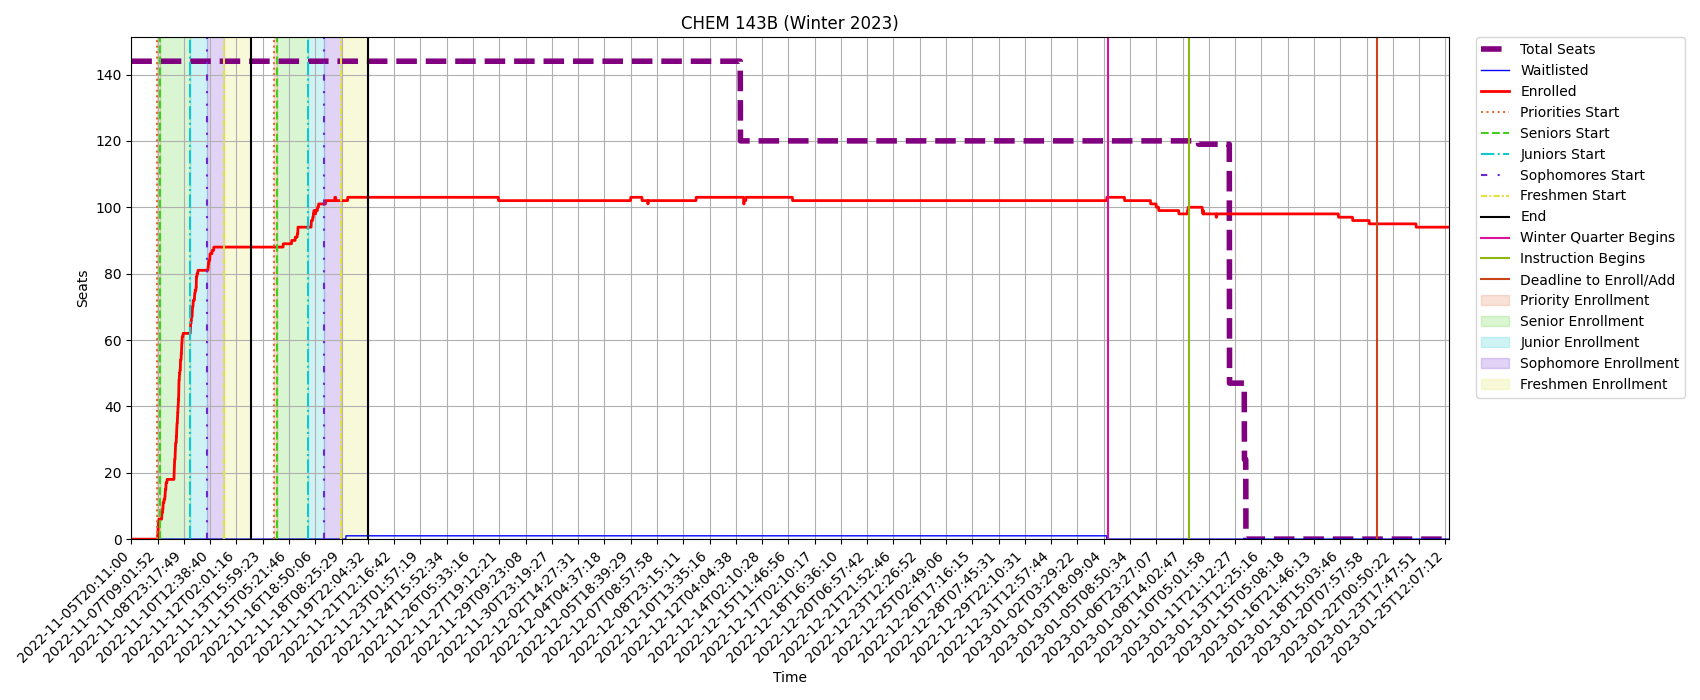 CHEM 143B (Winter 2023)
Seats
140
120
100
80
60
40
20
0
2022-11-05T20:11:00
2022-11-07T09:01:52
2022-11-08T23:17:49
2022-11-10T12:38:40
2022-11-12T02:01:16
2022-11-13T15:59:23
2022-11-15T05:21:46
2022-11-16T18:50:06
2022-11-18T08:25:29
2022-11-19T22:04:32
2022-11-21T12:16:42
2022-11-23T01:57:19
2022-11-24T15:52:34
2022-11-26T05:33:16
2022-11-27T19:12:21
2022-11-29T09:23:08
2022-11-30T23:19:27
2022-12-02T14:27:31
2022-12-04T04:37:18
2022-12-05T18:39:29
2022-12-07T08:57:58
2022-12-08T23:15:11
2022-12-10T13:35:16
2022-12-12T04:04:38
2022-12-14T02:10:28
2022-12-15T11:46:56
2022-12-17T02:10:17
2022-12-18T16:36:10
2022-12-20T06:57:42
2022-12-21T21:52:46
2022-12-23T12:26:52
2022-12-25T02:49:06
2022-12-26T17:16:15
2022-12-28T07:45:31
2022-12-29T22:10:31
2022-12-31T12:57:44
2023-01-02T03:29:22
2023-01-03T18:09:04
2023-01-05T08:50:34
2023-01-06T23:27:07
2023-01-08T14:02:47
2023-01-10T05:01:58
2023-01-11T21:12:27
2023-01-13T12:25:16
2023-01-15T05:08:18
2023-01-16T21:46:13
2023-01-18T15:03:46
2023-01-20T07:57:58
2023-01-22T00:50:22
2023-01-23T17:47:51
2023-01-25T12:07:12
Time
Total Seats
Waitlisted
Enrolled
Priorities Start
Seniors Start
Juniors Start
Sophomores Start
Freshmen Start
End
Winter Quarter Begins
Instruction Begins
Deadline to Enroll/Add
Priority Enrollment
Senior Enrollment
Junior Enrollment
Sophomore Enrollment
Freshmen Enrollment